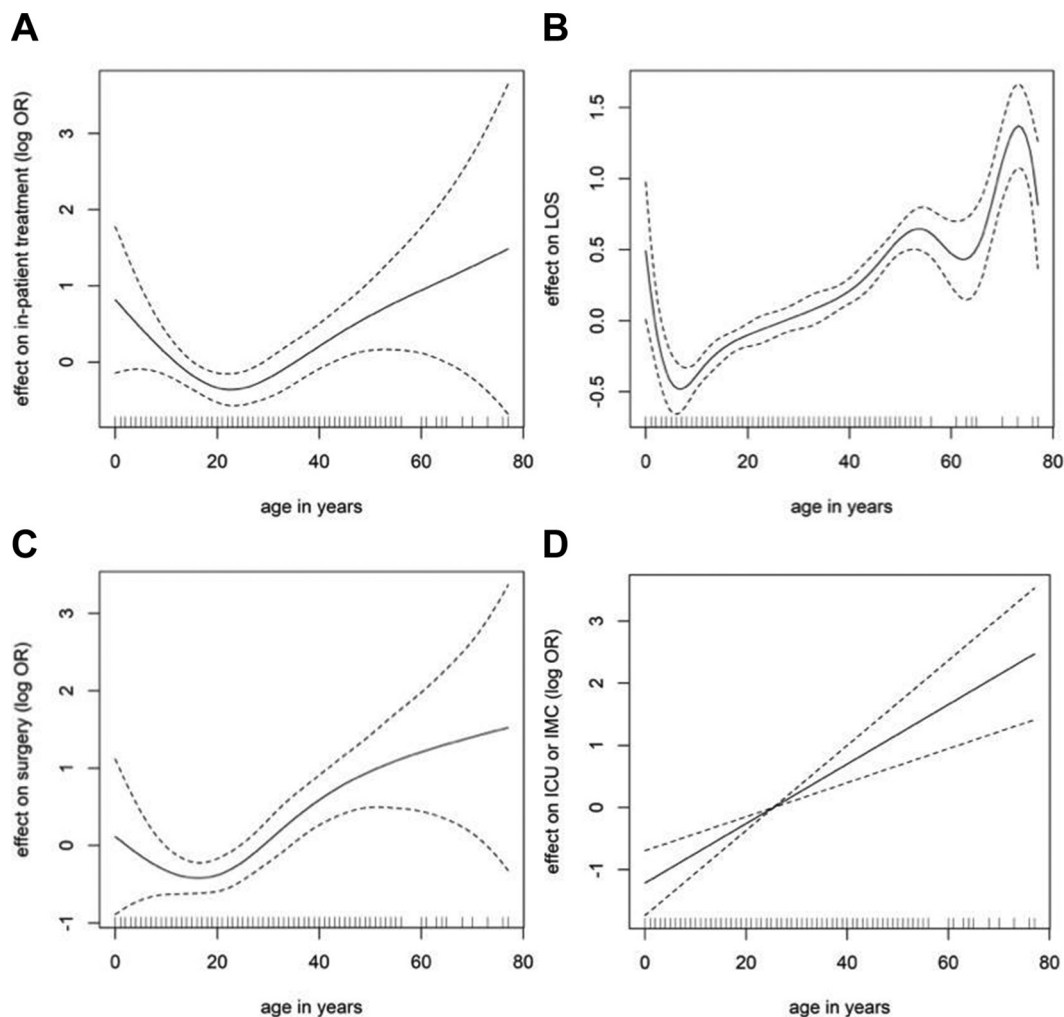 A
effect on in-patient treatment (log OR)
3
2
1
0
0 20 40 60 80
age in years
B
effect on LOS
1.5
1.0
0.5
0.0
-0.5
0 20 40 60 80
age in years
C
effect on surgery (log OR)
3
2
1
0
-1
0 20 40 60 80
age in years
D
effect on ICU or IMC (log OR)
3
2
1
0
-1
0 20 40 60 80
age in years